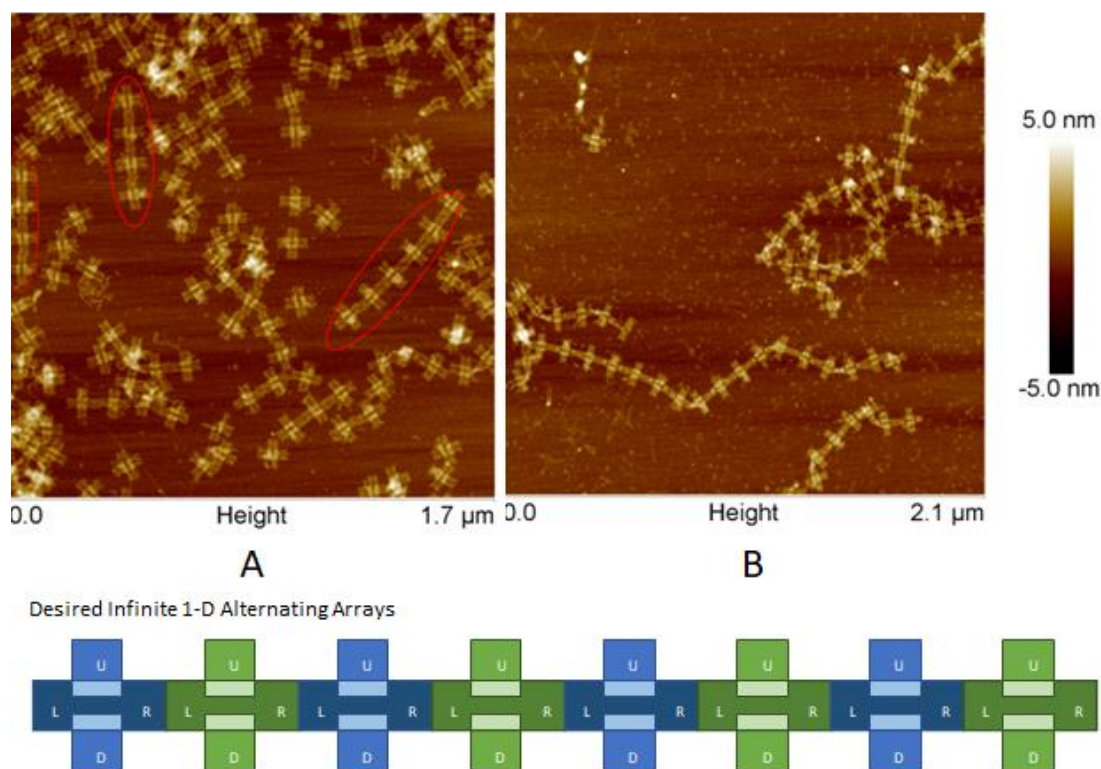 5.0 nm
-5.0 nm
0.0 Height 1.7 µm
0.0 Height 2.1 µm
A B
Desired Infinite 1-D Alternating Arrays
U U U U U U U U
L R L R L R L R L R L R L R L R
D D D D D D D D